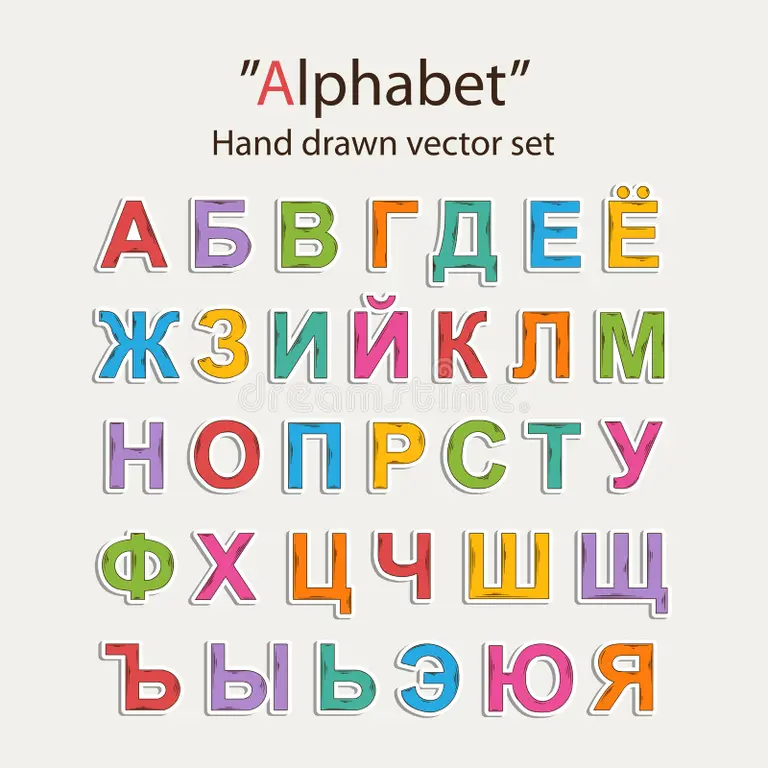 "Alphabet"
Hand drawn vector set
А Б В Г Д Е Ё
Ж З И Й К Л М
dreamstime.
Н О П Р С Т У
Ф Х Ц Ч Ш Щ
Ъ Ы Ь Э Ю Я